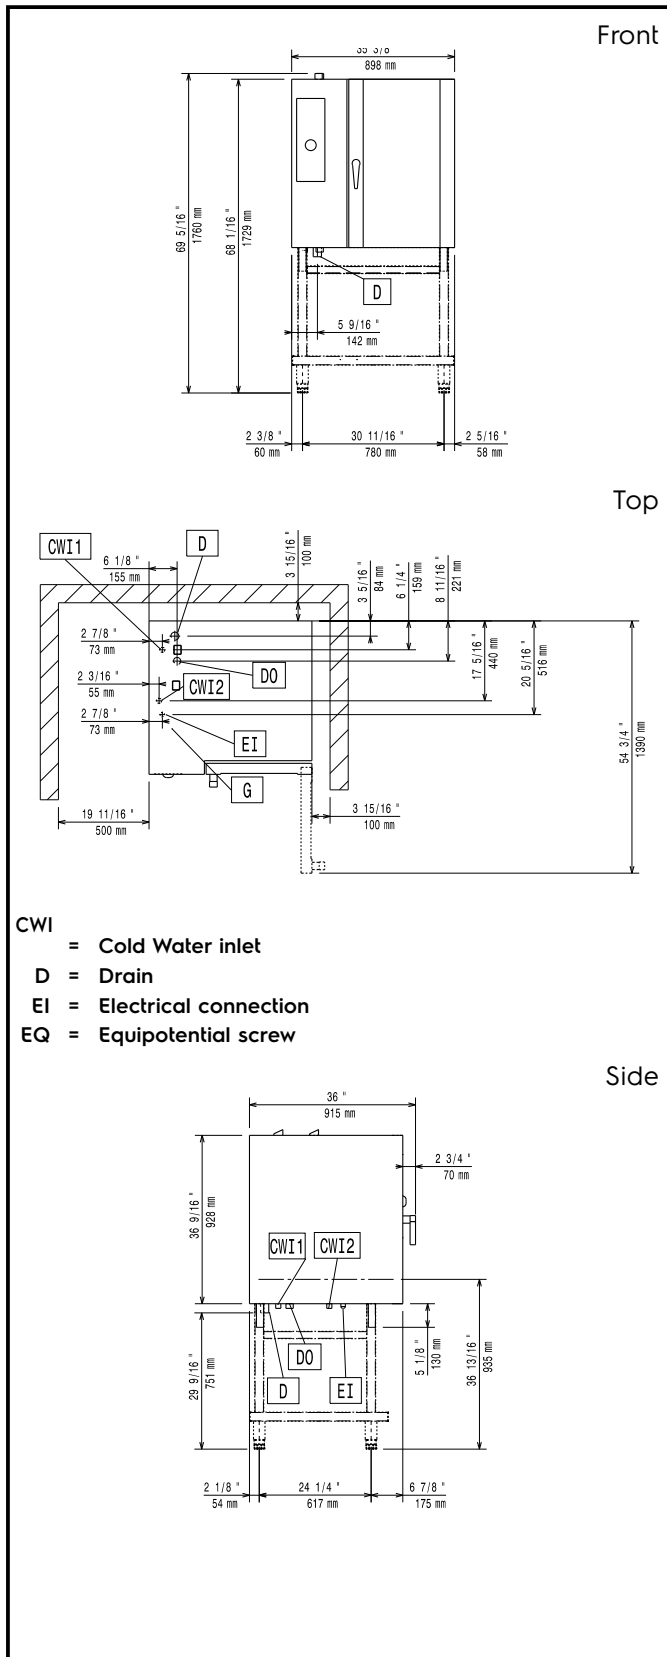 Front
35 3/8
898 mm
69 5/16 "
1760 mm
68 1/16 "
1729 mm
D
5 9/16 "
142 mm
2 3/8 "
60 mm
30 11/16 "
780 mm
2 5/16 "
58 mm
Top
CWI1
6 1/8 "
155 mm
D
3 15/16 "
100 mm
3 5/16 "
84 mm
6 1/4 "
159 mm
8 11/16 "
221 mm
2 7/8 "
73 mm
DO
2 3/16 "
55 mm
CWI2
2 7/8 "
73 mm
EI
G
17 5/16 "
440 mm
20 5/16 "
516 mm
54 3/4 "
1390 mm
19 11/16 "
500 mm
3 15/16 "
100 mm
CWI
= Cold Water inlet
D = Drain
EI = Electrical connection
EQ = Equipotential screw
Side
36 "
915 mm
2 3/4 "
70 mm
36 9/16 "
928 mm
CWI1
CWI2
DO
D
EI
29 9/16 "
751 mm
5 1/8 "
130 mm
36 13/16 "
935 mm
2 1/8 "
54 mm
24 1/4 "
617 mm
6 7/8 "
175 mm